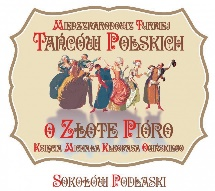 Międzynarodowy Turniej
Tańców Polskich
o Złote Pióro
Księcia Michała Kleofasa Ogińskiego
Sokołów Podlaski